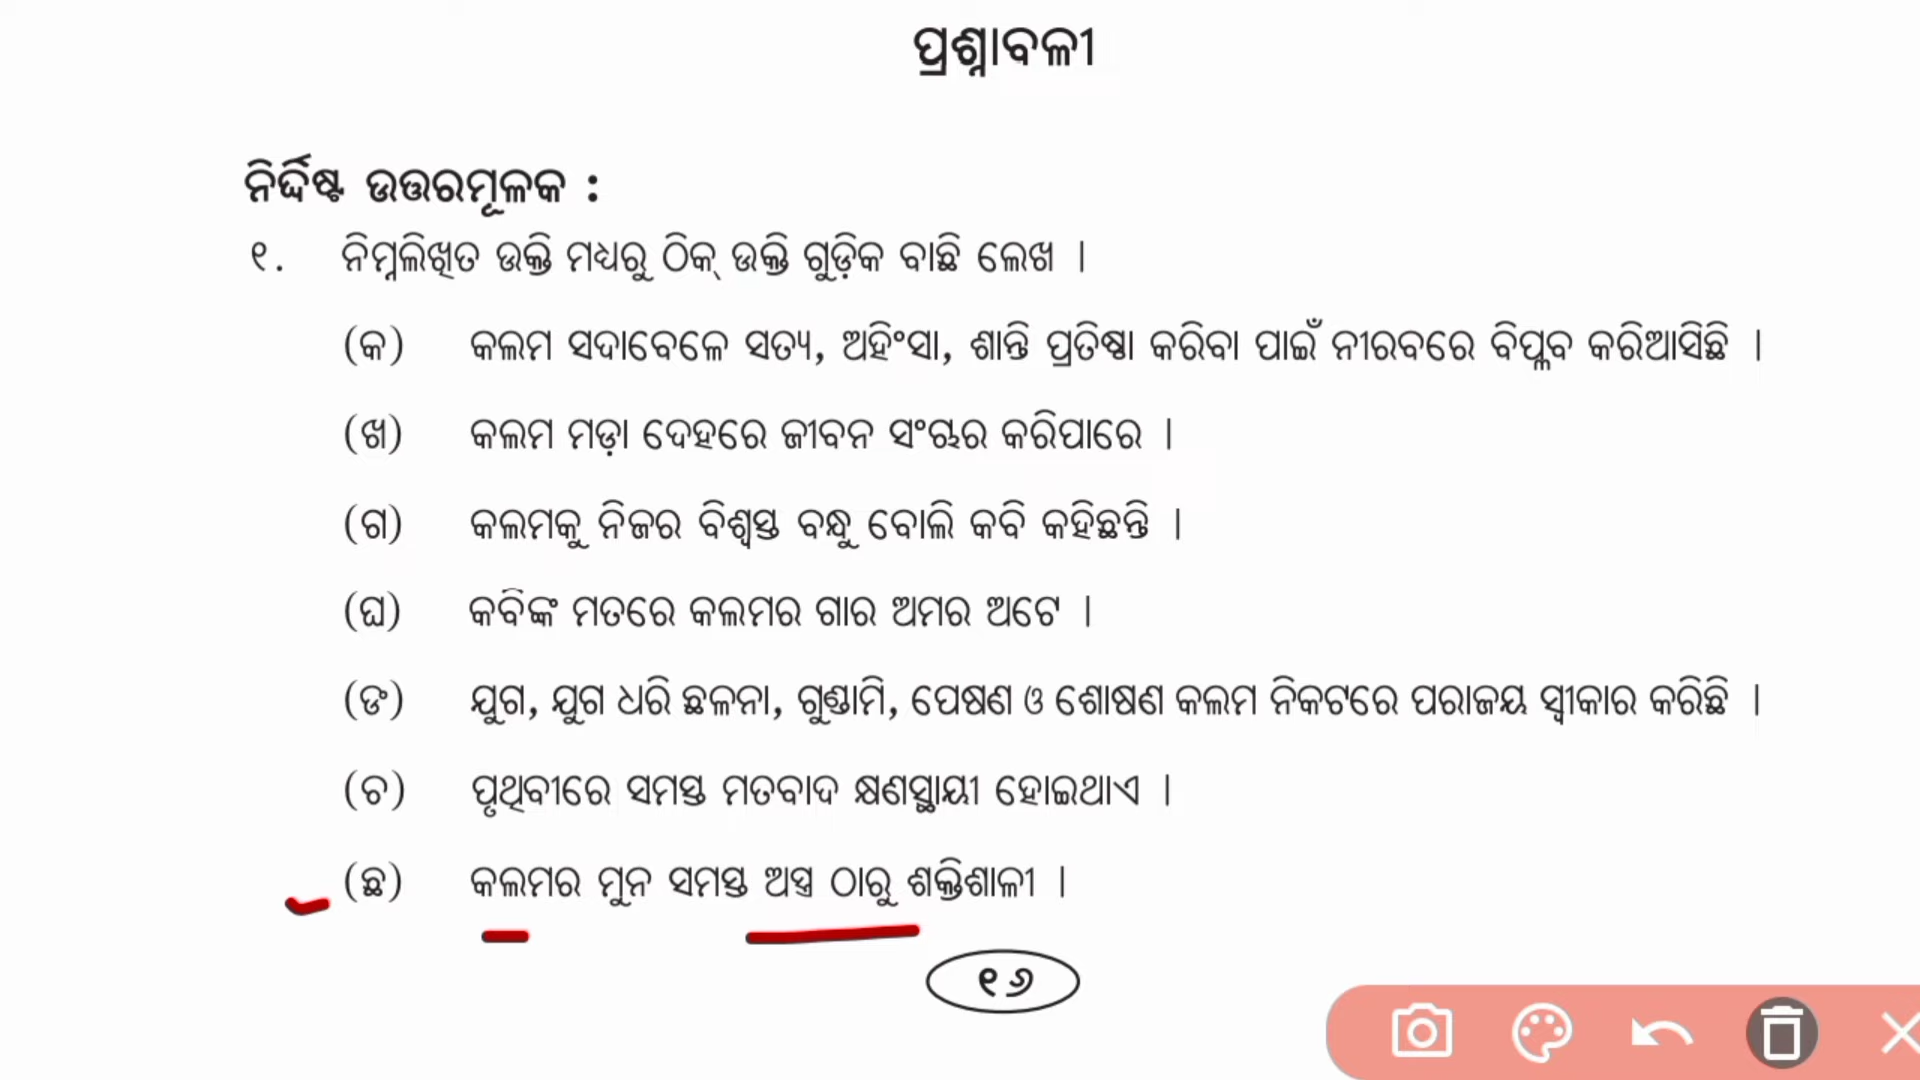 ପ୍ରଶ୍ନାବଳୀ
ନିର୍ଦ୍ଦିଷ୍ଟ ଉତ୍ତରମୂଳକ :
୧. ନିମ୍ନଲିଖିତ ଉକ୍ତି ମଧ୍ୟରୁ ଠିକ୍ ଉକ୍ତି ଗୁଡ଼ିକ ବାଛି ଲେଖ ।
(କ) କଲମ ସଦାବେଳେ ସତ୍ୟ, ଅହିଂସା, ଶାନ୍ତି ପ୍ରତିଷ୍ଠା କରିବା ପାଇଁ ନୀରବରେ ବିପ୍ଳବ କରିଆସିଛି ।
(ଖ) କଲମ ମଡ଼ା ଦେହରେ ଜୀବନ ସଂଚ୍ଚାର କରିପାରେ ।
(ଗ) କଲମକୁ ନିଜର ବିଶ୍ୱସ୍ତ ବନ୍ଧୁ ବୋଲି କବି କହିଛନ୍ତି ।
(ଘ) କବିଙ୍କ ମତରେ କଲମର ଗାର ଅମର ଅଟେ ।
(ଙ) ଯୁଗ, ଯୁଗ ଧରି ଛଳନା, ଗୁଣ୍ଡାମି, ପେଷଣ ଓ ଶୋଷଣ କଲମ ନିକଟରେ ପରାଜୟ ସ୍ୱୀକାର କରିଛି ।
(ଚ) ପୃଥିବୀରେ ସମସ୍ତ ମତବାଦ କ୍ଷଣସ୍ଥାୟୀ ହୋଇଥାଏ ।
(ଛ) କଲମର ମୁନ ସମସ୍ତ ଅସ୍ତ୍ର ଠାରୁ ଶକ୍ତିଶାଳୀ ।
୧୬